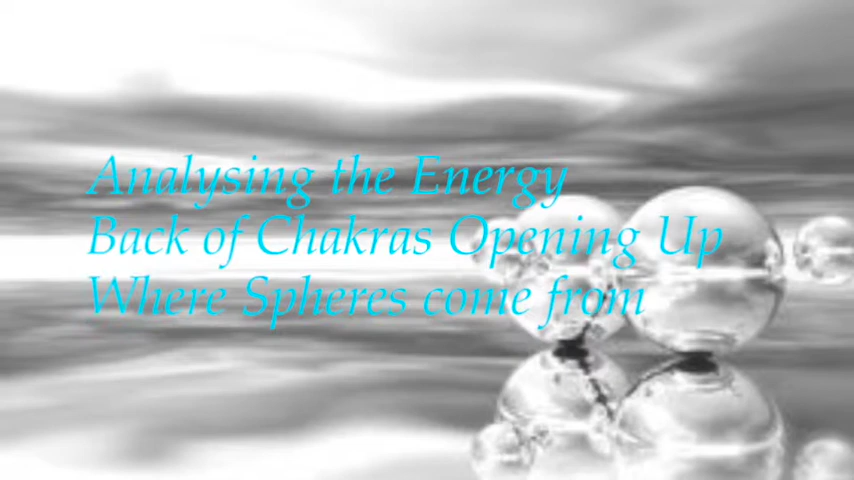 Analysing the Energy
Back of Chakras Opening Up
Where Spheres come from